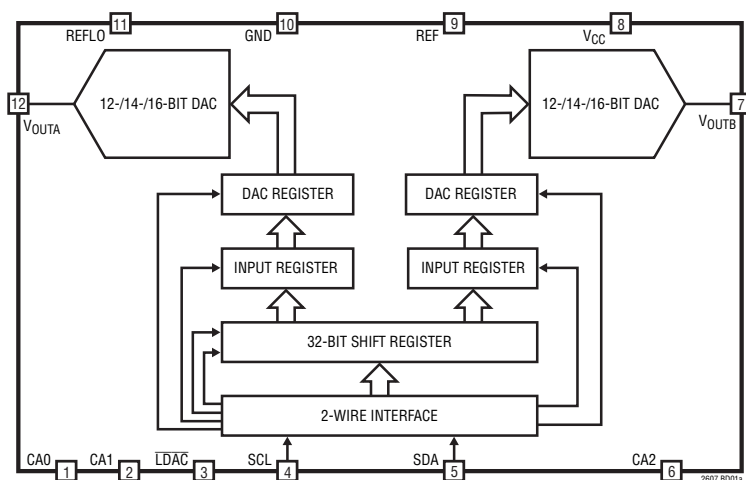 11 10 9 8
REFLO GND REF VCC
12 12-/14-/16-BIT DAC 12-/14-/16-BIT DAC 7
VOUTA VOUTB
DAC REGISTER DAC REGISTER
INPUT REGISTER INPUT REGISTER
32-BIT SHIFT REGISTER
2-WIRE INTERFACE
CA0 CA1 LDAC SCL SDA CA2
1 2 3 4 5 6
2607 BD01a